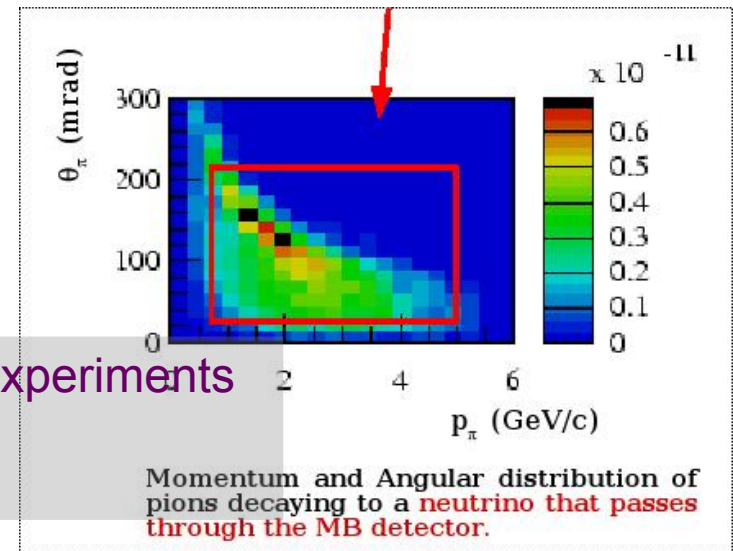 x 10 -11
θπ (mrad)
300
200
100
0
0.6
0.5
0.4
0.3
0.2
0.1
0
xperiments
2 4 6
pπ (GeV/c)
Momentum and Angular distribution of
pions decaying to a neutrino that passes
through the MB detector.